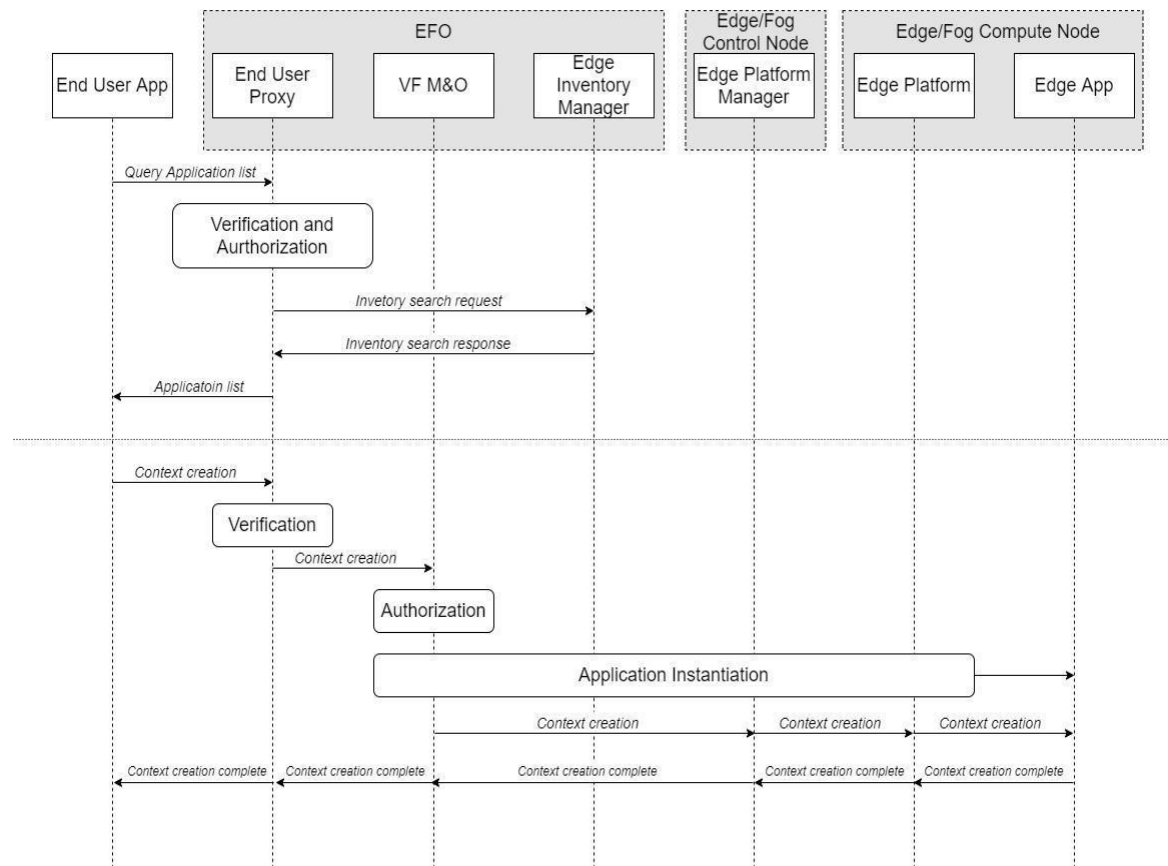 EFO
Edge/Fog
Control Node
Edge/Fog Compute Node
End User App
End User
Proxy
VF M&O
Edge
Inventory
Manager
Edge Platform
Manager
Edge Platform
Edge App
Query Application list
Verification and
Aurthorization
Invetory search request
Inventory search response
Applicatoin list
Context creation
Verification
Context creation
Authorization
Application Instantiation
Context creation
Context creation
Context creation
Context creation complete
Context creation complete
Context creation complete
Context creation complete
Context creation complete